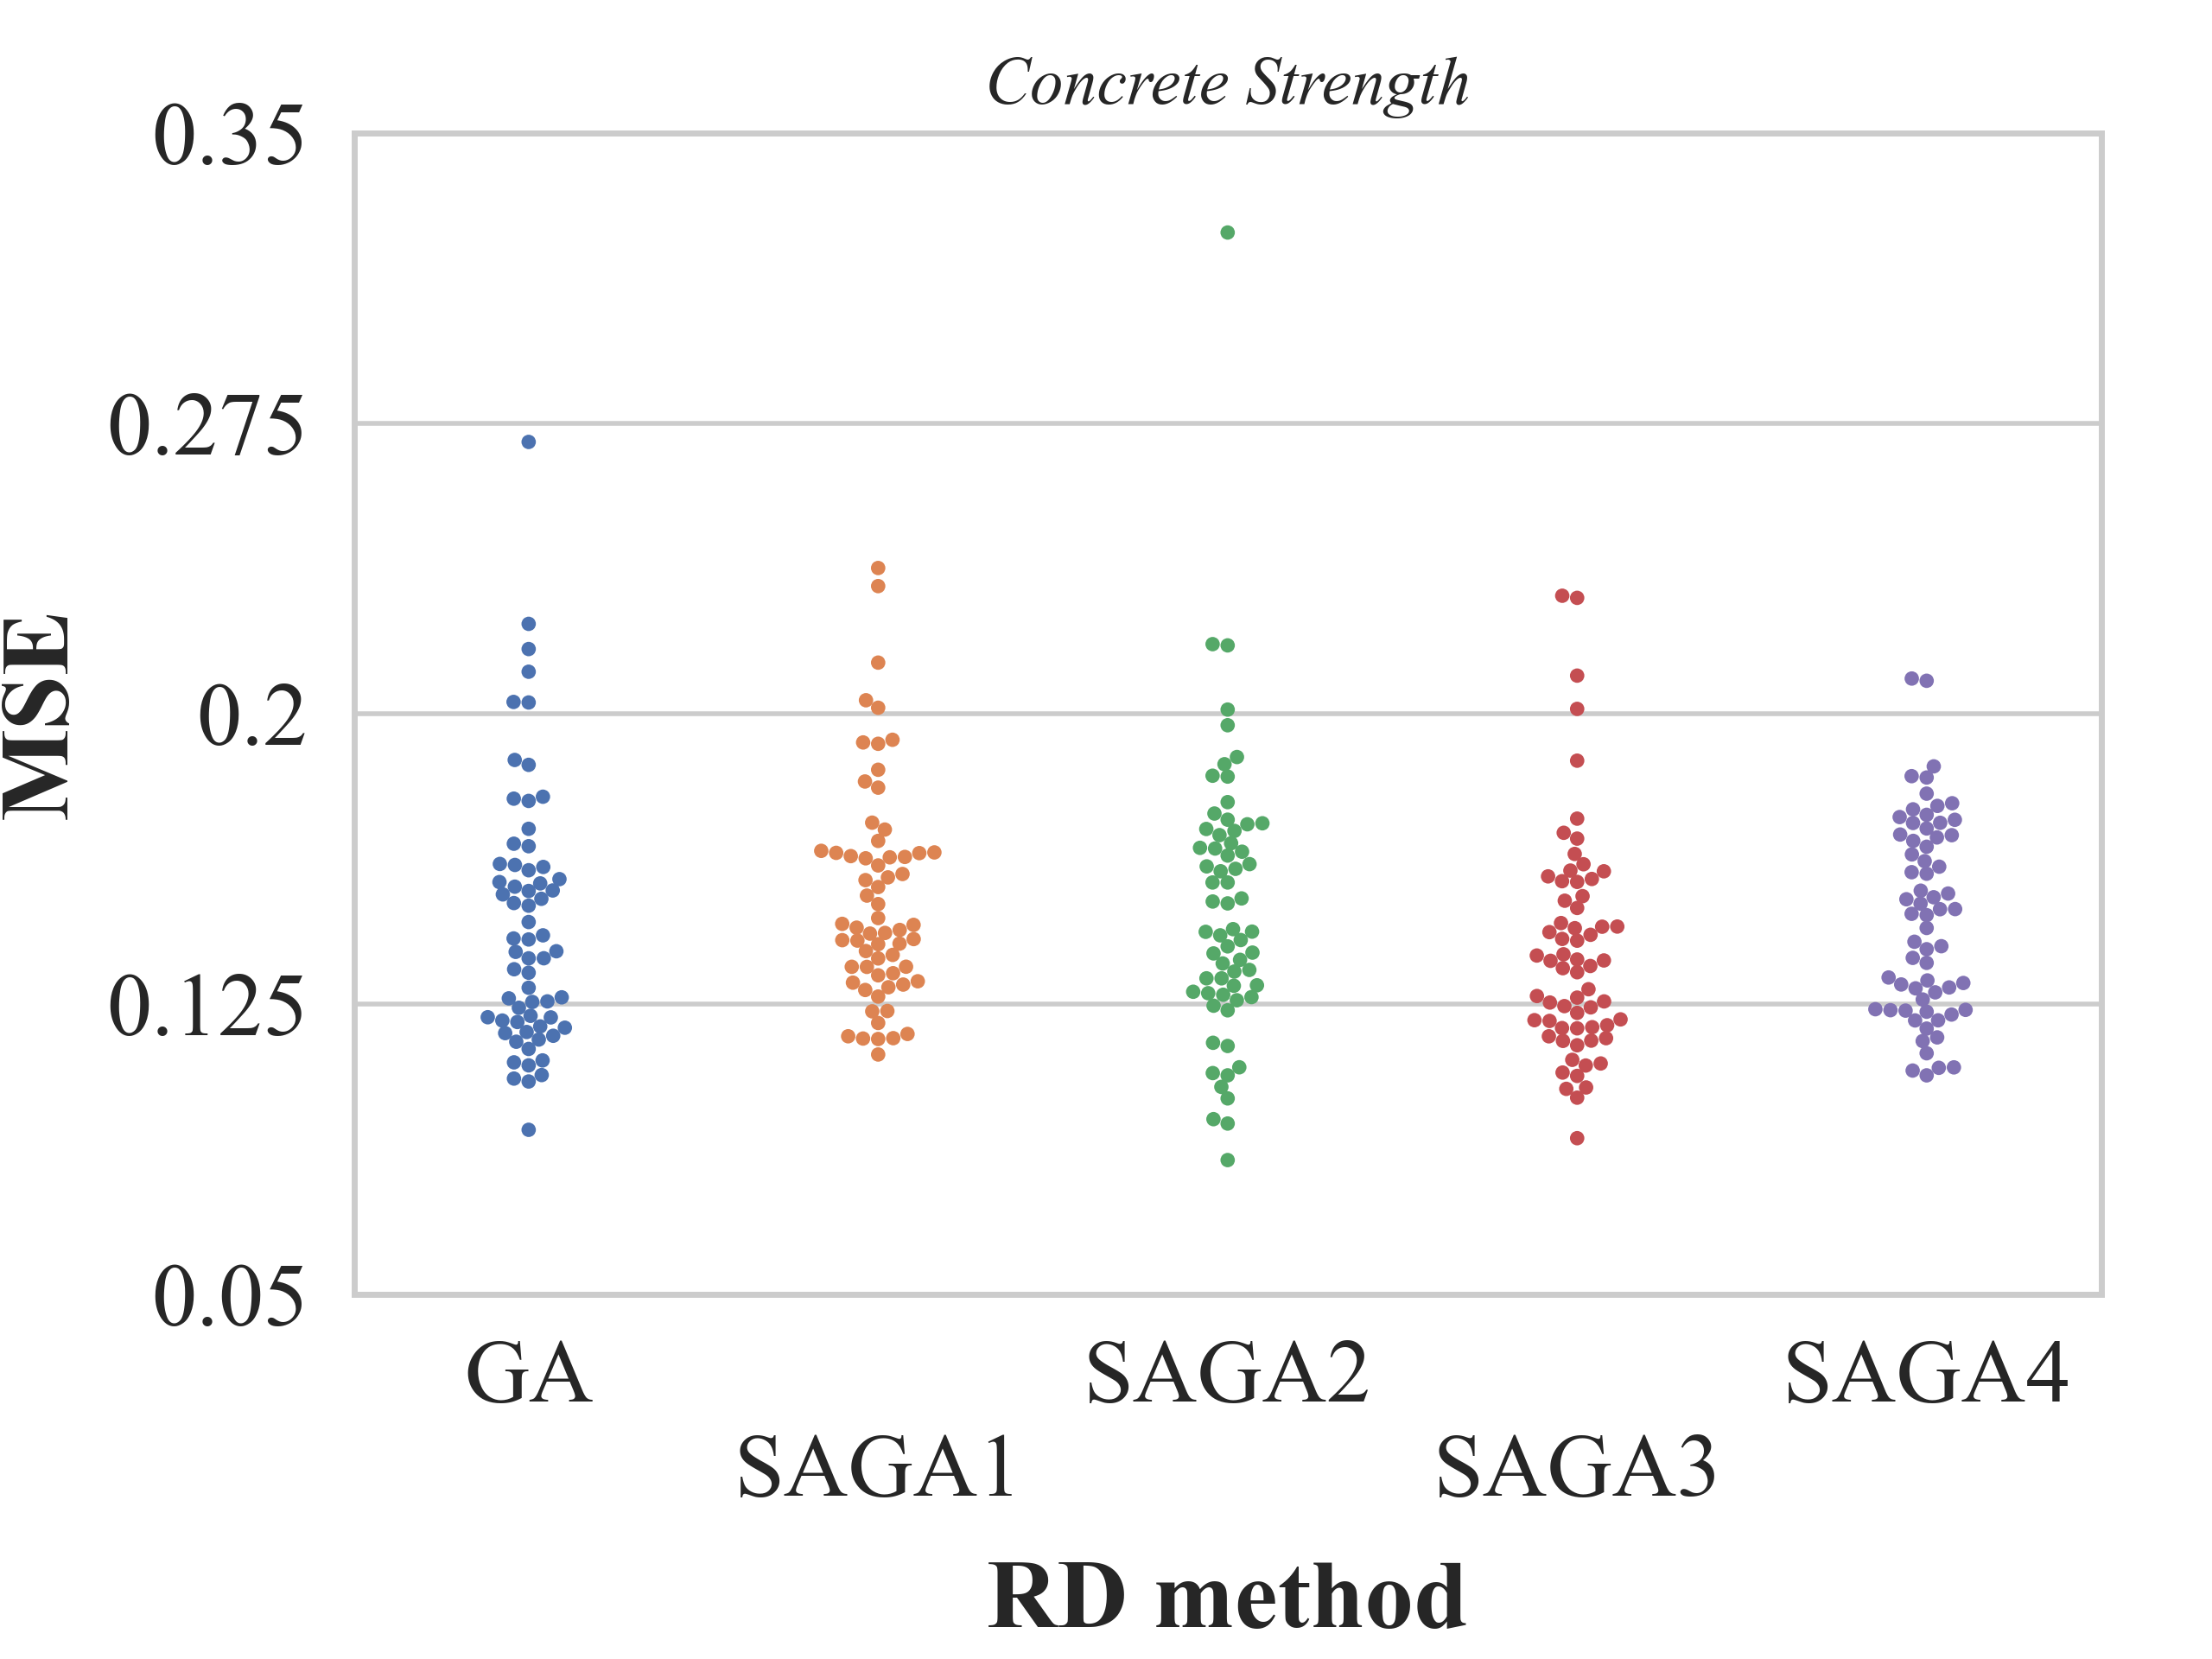 Concrete Strength
0.35
0.275
0.2
0.125
0.05
MSE
GA
SAGA2
SAGA4
SAGA1
SAGA3
RD method